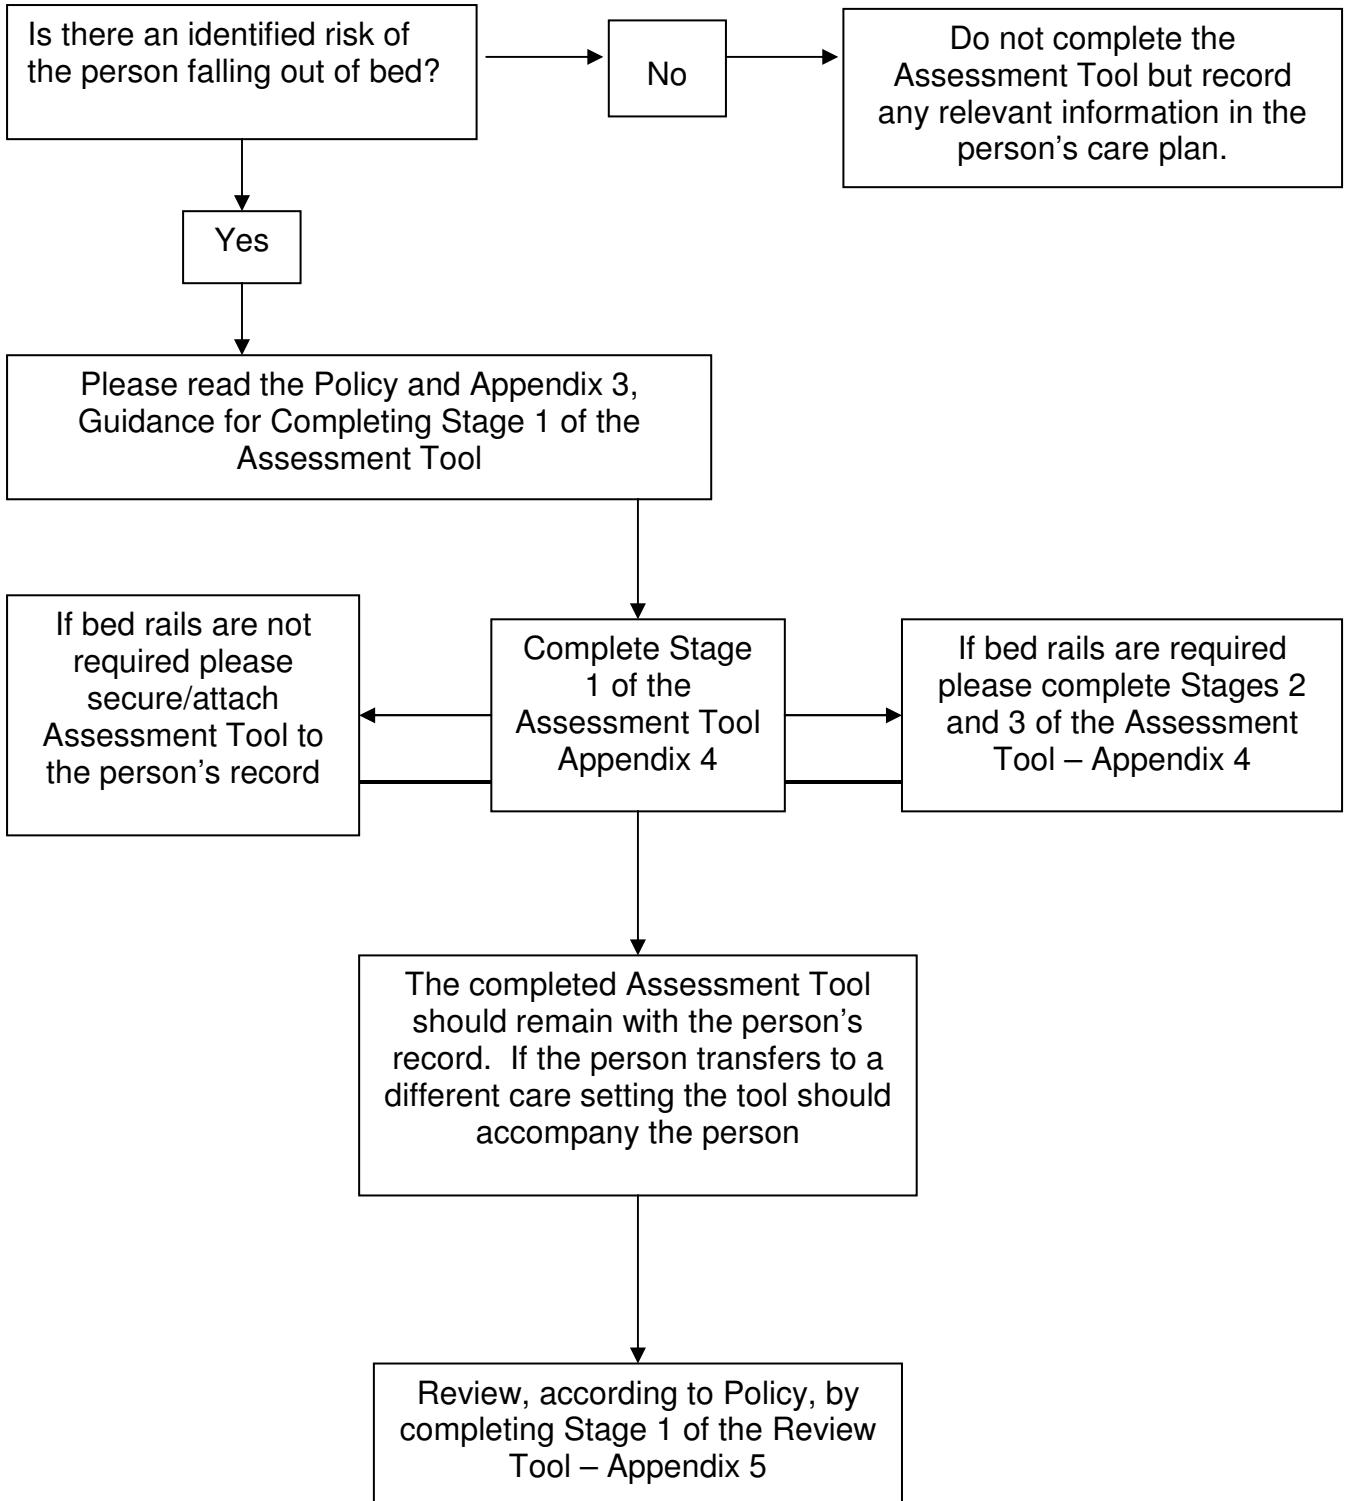 Is there an identified risk of
the person falling out of bed?
No
Do not complete the
Assessment Tool but record
any relevant information in the
person's care plan.
Yes
Please read the Policy and Appendix 3,
Guidance for Completing Stage 1 of the
Assessment Tool
If bed rails are not
required please
secure/attach
Assessment Tool to
the person's record
Complete Stage
1 of the
Assessment Tool
Appendix 4
If bed rails are required
please complete Stages 2
and 3 of the Assessment
Tool – Appendix 4
The completed Assessment Tool
should remain with the person's
record.  If the person transfers to a
different care setting the tool should
accompany the person
Review, according to Policy, by
completing Stage 1 of the Review
Tool – Appendix 5